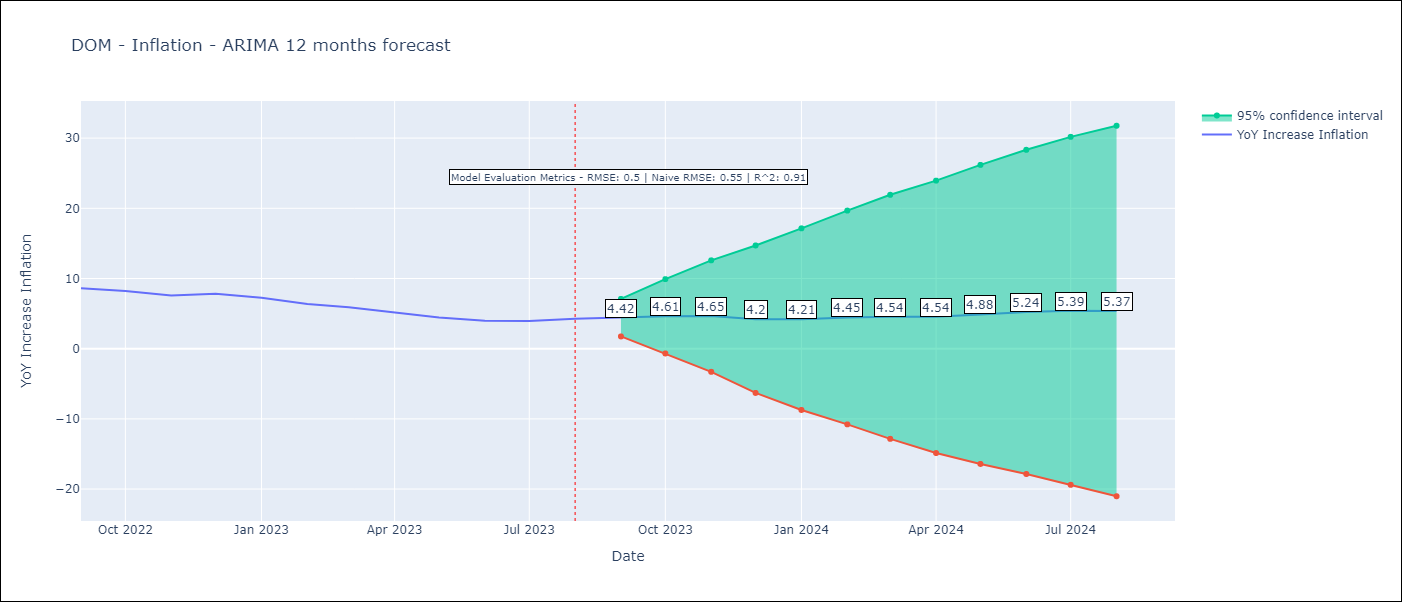 DOM - Inflation - ARIMA 12 months forecast
95% confidence interval
YoY Increase Inflation
Model Evaluation Metrics - RMSE: 0.5 | Naive RMSE: 0.55 | R^2: 0.91
YoY Increase Inflation
30
20
10
0
−10
−20
4.42
4.61
4.65
4.2
4.21
4.45
4.54
4.54
4.88
5.24
5.39
5.37
Oct 2022
Jan 2023
Apr 2023
Jul 2023
Oct 2023
Jan 2024
Apr 2024
Jul 2024
Date